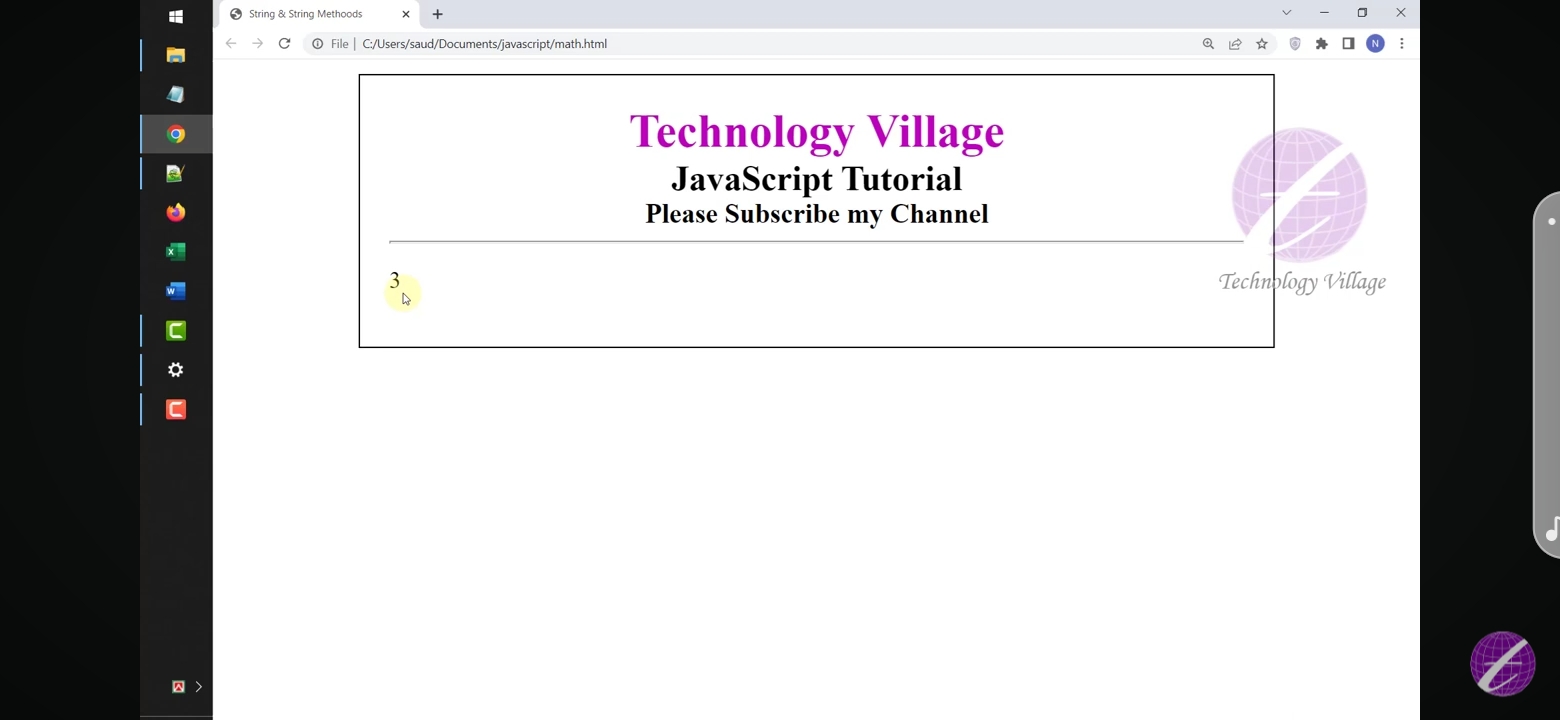 String & String Methoods
File
C:/Users/saud/Documents/javascript/math.html
N
Technology Village
JavaScript Tutorial
Please Subscribe my Channel
3
Technology Village